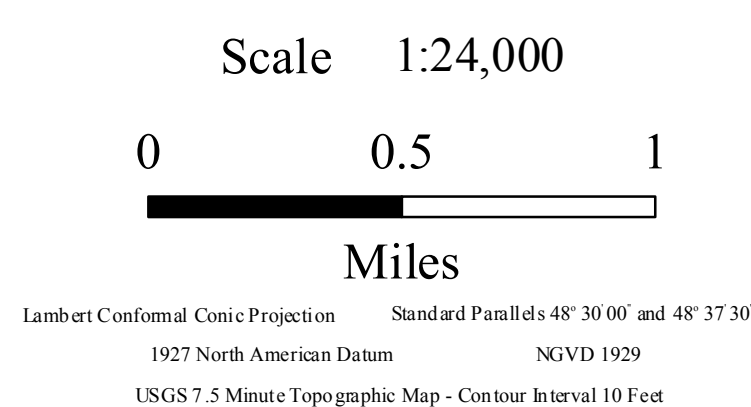 Scale 1:24,000
0 0.5 1
Miles
Lambert Conformal Conic Projection Standard Parallels 48° 30' 00" and 48° 37' 30
1927 North American Datum NGVD 1929
USGS 7.5 Minute Topographic Map - Contour Interval 10 Feet